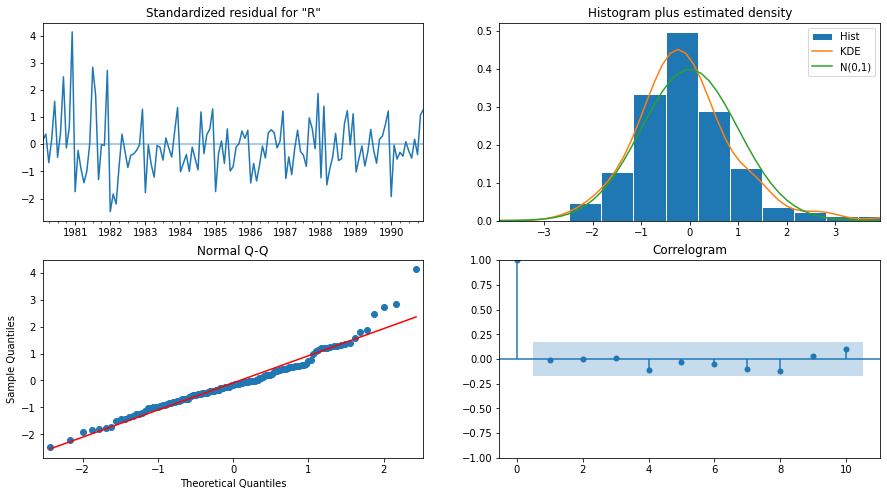 Standardized residual for "R"
4
3
2
1
0
−1
−2
1981 1982 1983 1984 1985 1986 1987 1988 1989 1990
Histogram plus estimated density
Hist
KDE
N(0,1)
0.5
0.4
0.3
0.2
0.1
0.0
−3 −2 −1 0 1 2 3
Normal Q-Q
Sample Quantiles
4
3
2
1
0
−1
−2
−2 −1 0 1 2
Theoretical Quantiles
Correlogram
1.00
0.75
0.50
0.25
0.00
−0.25
−0.50
−0.75
−1.00
0 2 4 6 8 10